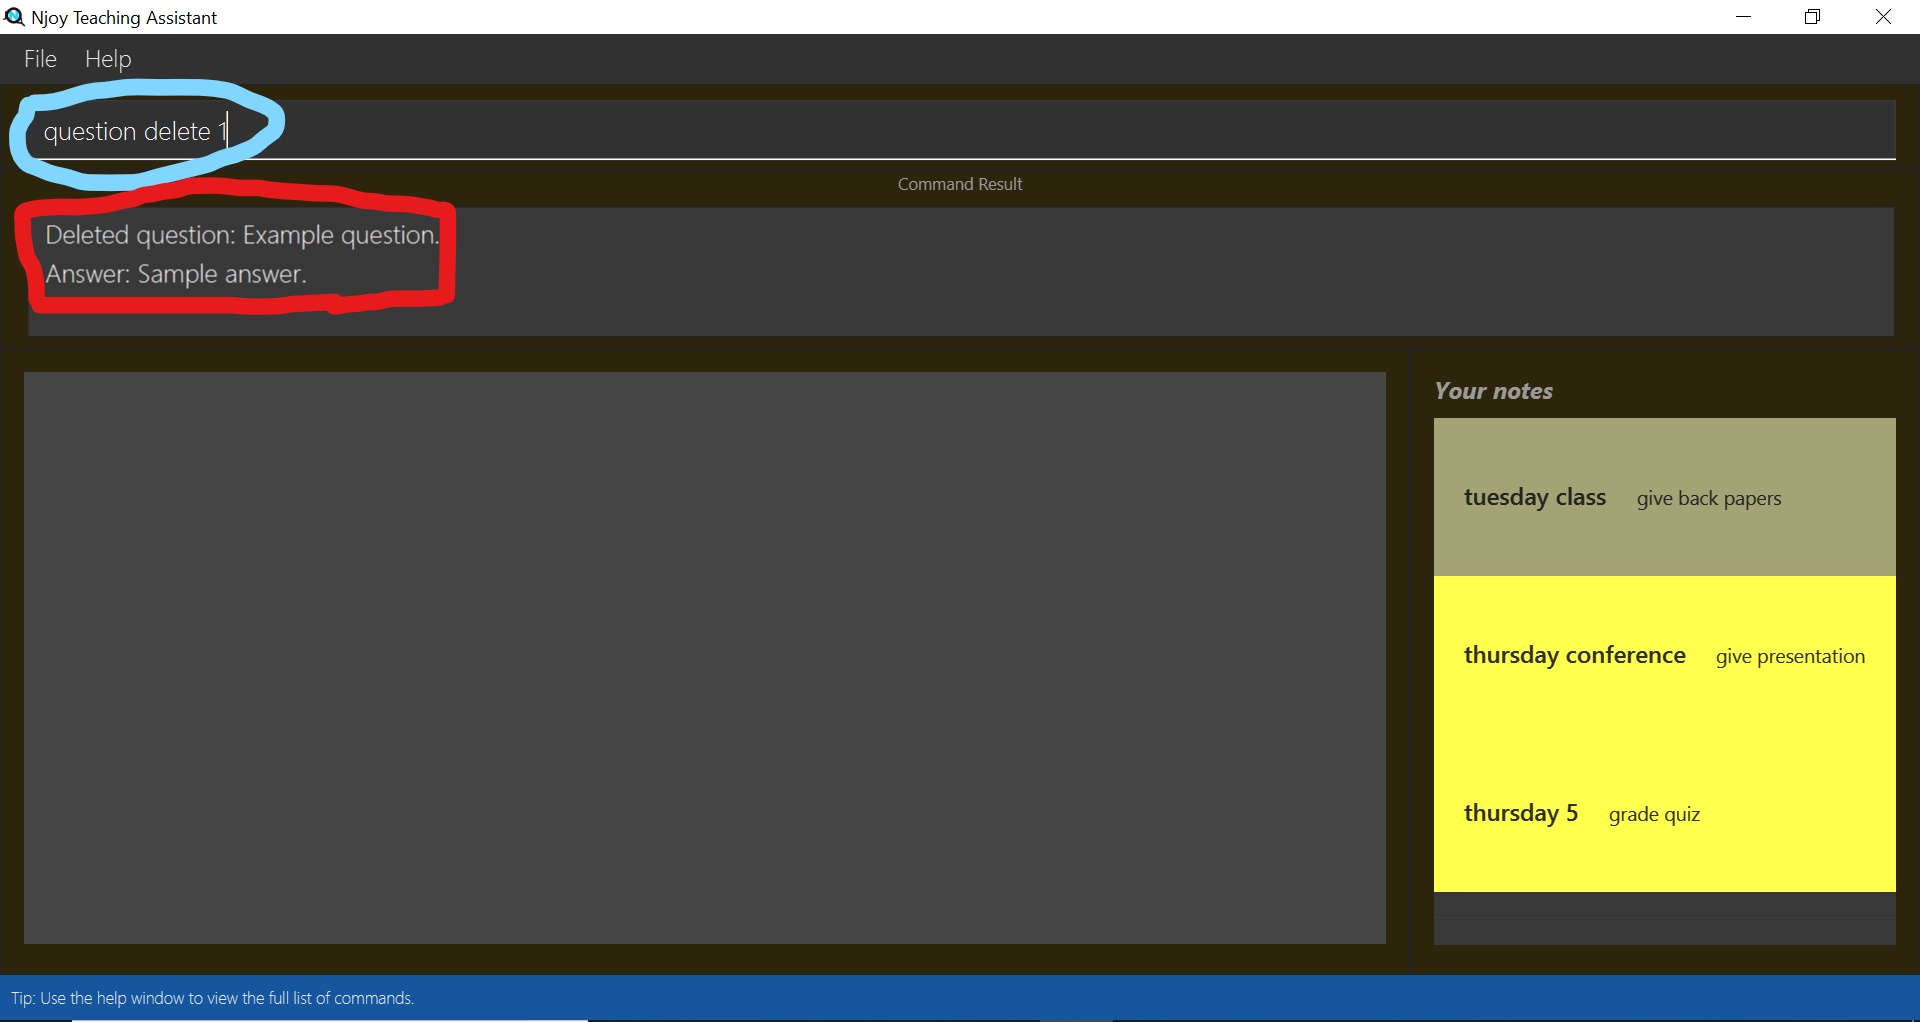 Njoy Teaching Assistant
File Help
question delete 1
Command Result
Deleted question: Example question.
Answer: Sample answer.
Your notes
tuesday class give back papers
thursday conference give presentation
thursday 5 grade quiz
Tip: Use the help window to view the full list of commands.